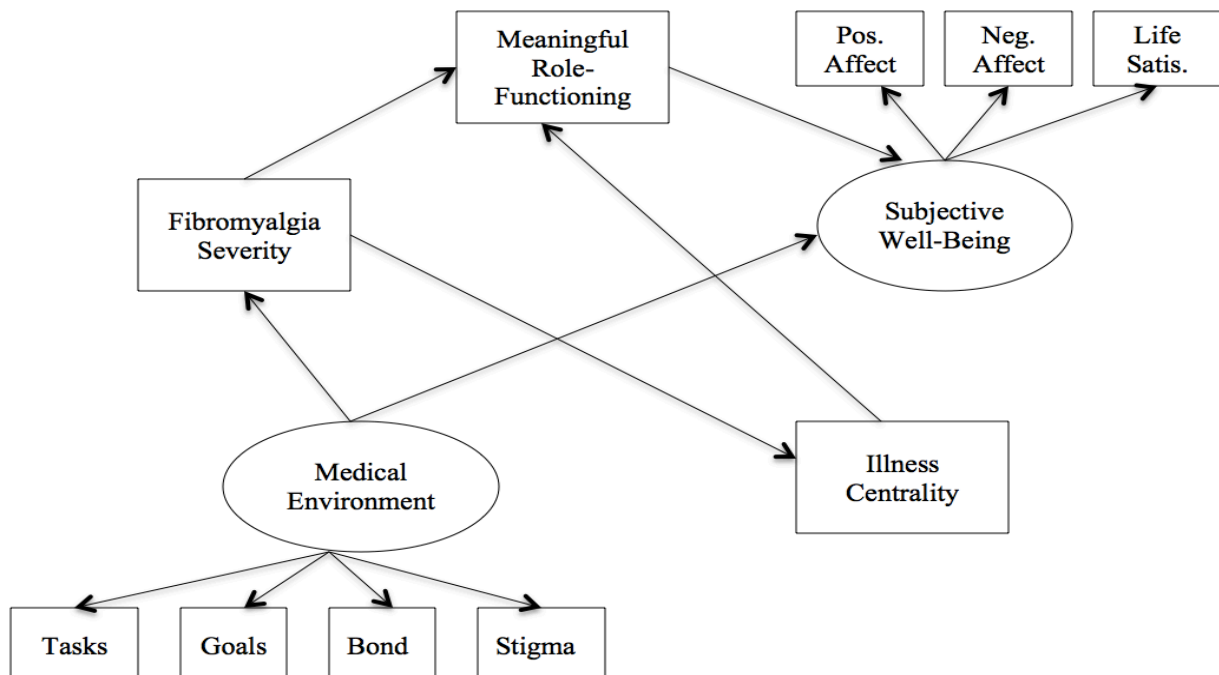 Meaningful
Role-
Functioning
Pos.
Affect
Neg.
Affect
Life
Satis.
Fibromyalgia
Severity
Subjective
Well-Being
Medical
Environment
Illness
Centrality
Tasks
Goals
Bond
Stigma